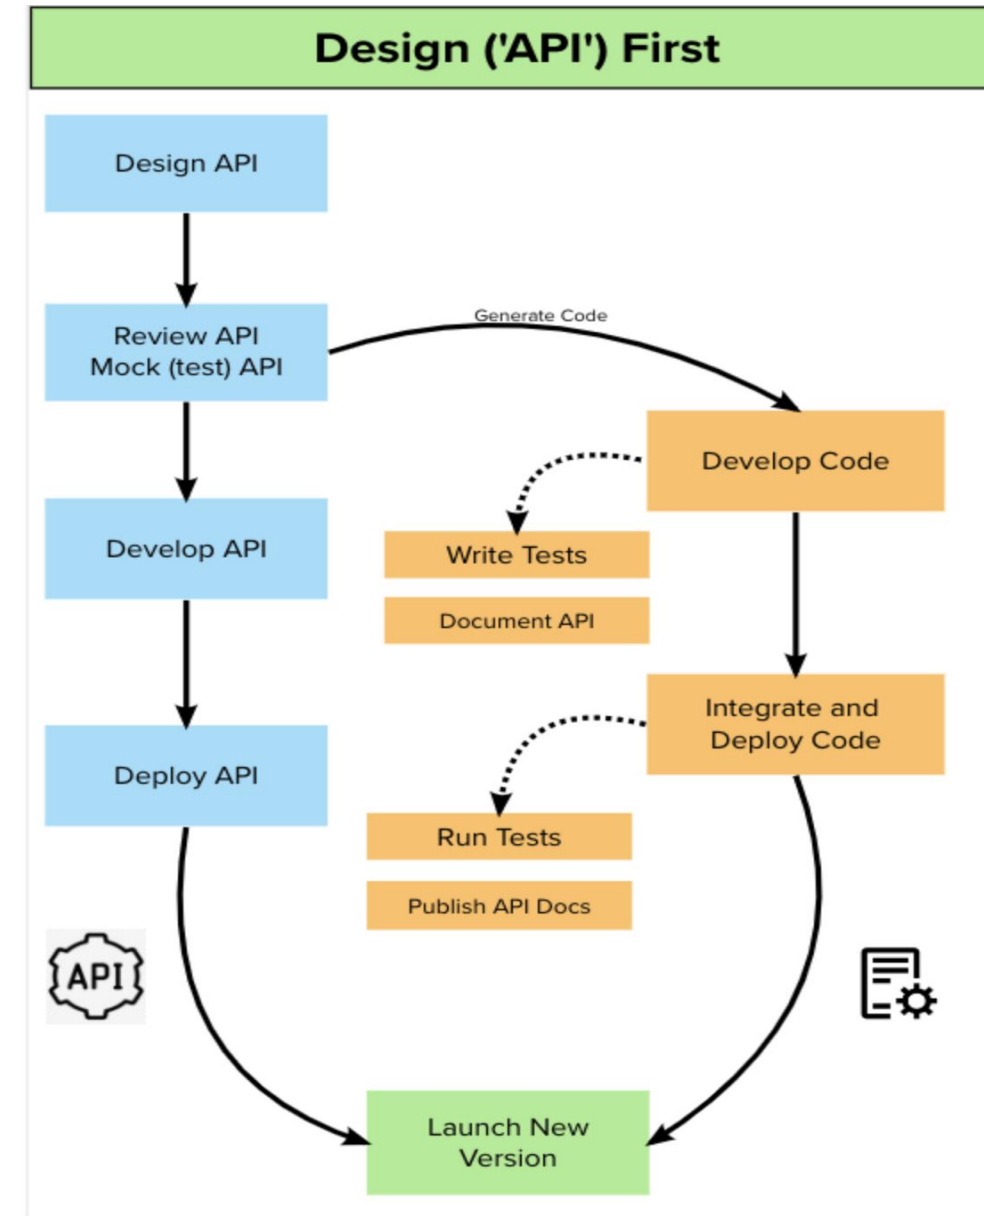 Design ('API') First
Design API
Review API
Mock (test) API
Generate Code
Develop Code
Develop API
Write Tests
Document API
Integrate and
Deploy Code
Deploy API
Run Tests
Publish API Docs
API
Launch New
Version